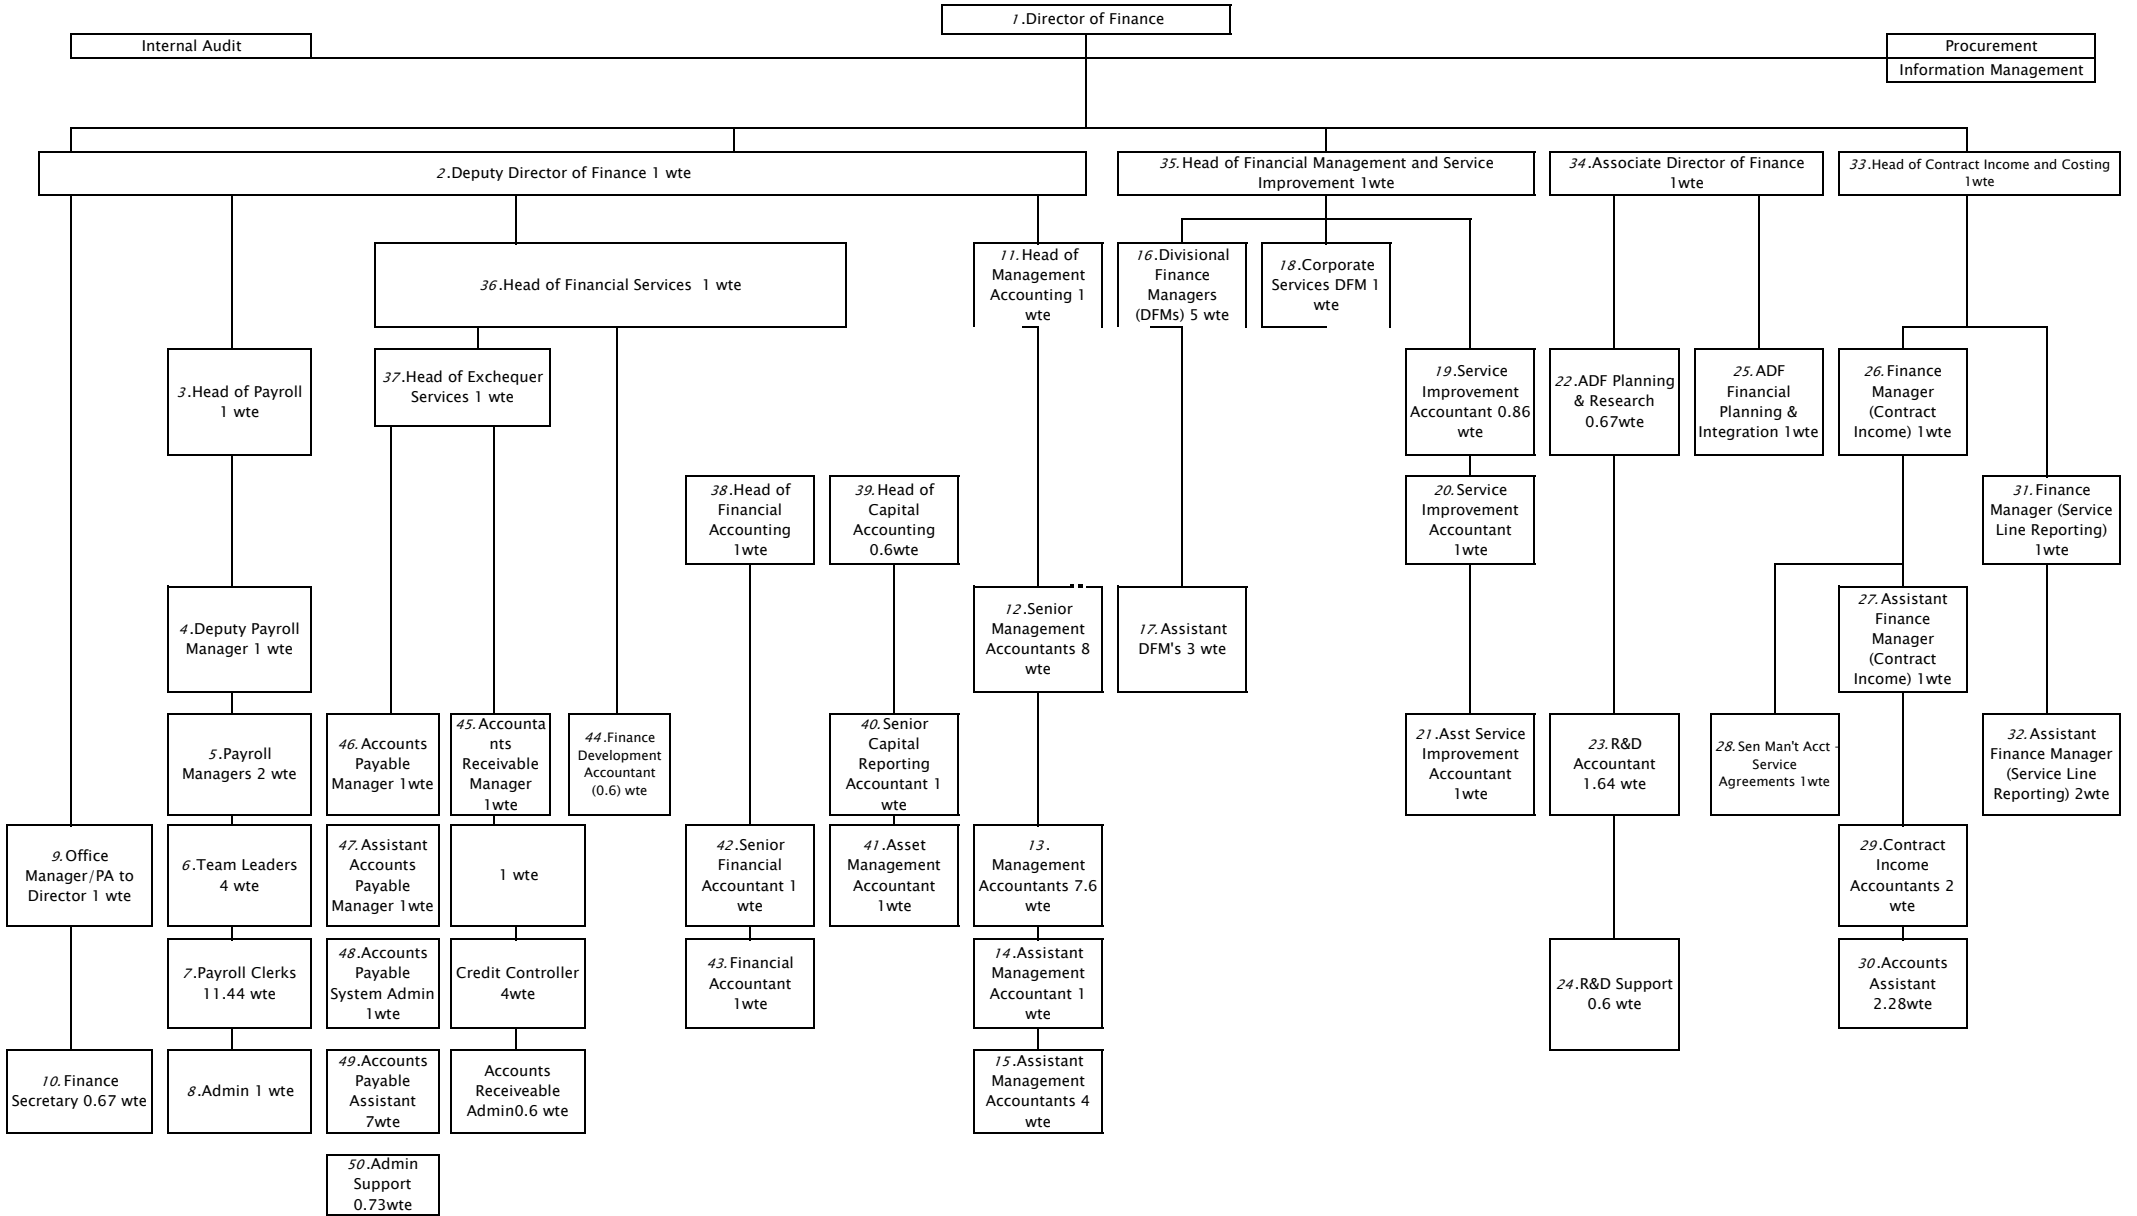 1.Director of Finance
Internal Audit
Procurement
Information Management
2.Deputy Director of Finance 1 wte
35.Head of Financial Management and Service
Improvement 1wte
34.Associate Director of Finance
1wte
33.Head of Contract Income and Costing
1wte
36.Head of Financial Services  1 wte
11.Head of
Management
Accounting 1
wte
16.Divisional
Finance
Managers
(DFMs) 5 wte
18.Corporate
Services DFM 1
wte
3.Head of Payroll
1 wte
37.Head of Exchequer
Services 1 wte
19.Service
Improvement
Accountant 0.86
wte
22.ADF Planning
& Research
0.67wte
25.ADF
Financial
Planning &
Integration 1wte
26.Finance
Manager
(Contract
Income) 1wte
38.Head of
Financial
Accounting
1wte
39.Head of
Capital
Accounting
0.6wte
20.Service
Improvement
Accountant
1wte
31.Finance
Manager (Service
Line Reporting)
1wte
4.Deputy Payroll
Manager 1 wte
12.Senior
Management
Accountants 8
wte
17.Assistant
DFM's 3 wte
27.Assistant
Finance
Manager
(Contract
Income) 1wte
5.Payroll
Managers 2 wte
46.Accounts
Payable
Manager 1wte
45.Accounta
nts
Receivable
Manager
1wte
44.Finance
Development
Accountant
(0.6) wte
40.Senior
Capital
Reporting
Accountant 1
wte
21.Asst Service
Improvement
Accountant
1wte
23.R&D
Accountant
1.64 wte
28.Sen Man't Acct -
Service
Agreements 1wte
32.Assistant
Finance Manager
(Service Line
Reporting) 2wte
9.Office
Manager/PA to
Director 1 wte
6.Team Leaders
4 wte
47.Assistant
Accounts
Payable
Manager 1wte
1 wte
42.Senior
Financial
Accountant 1
wte
41.Asset
Management
Accountant
1wte
13.
Management
Accountants 7.6
wte
29.Contract
Income
Accountants 2
wte
7.Payroll Clerks
11.44 wte
48.Accounts
Payable
System Admin
1wte
Credit Controller
4wte
43.Financial
Accountant
1wte
14.Assistant
Management
Accountant 1
wte
24.R&D Support
0.6 wte
30.Accounts
Assistant
2.28wte
10.Finance
Secretary 0.67 wte
8.Admin 1 wte
49.Accounts
Payable
Assistant
7wte
Accounts
Receiveable
Admin0.6 wte
15.Assistant
Management
Accountants 4
wte
50.Admin
Support
0.73wte